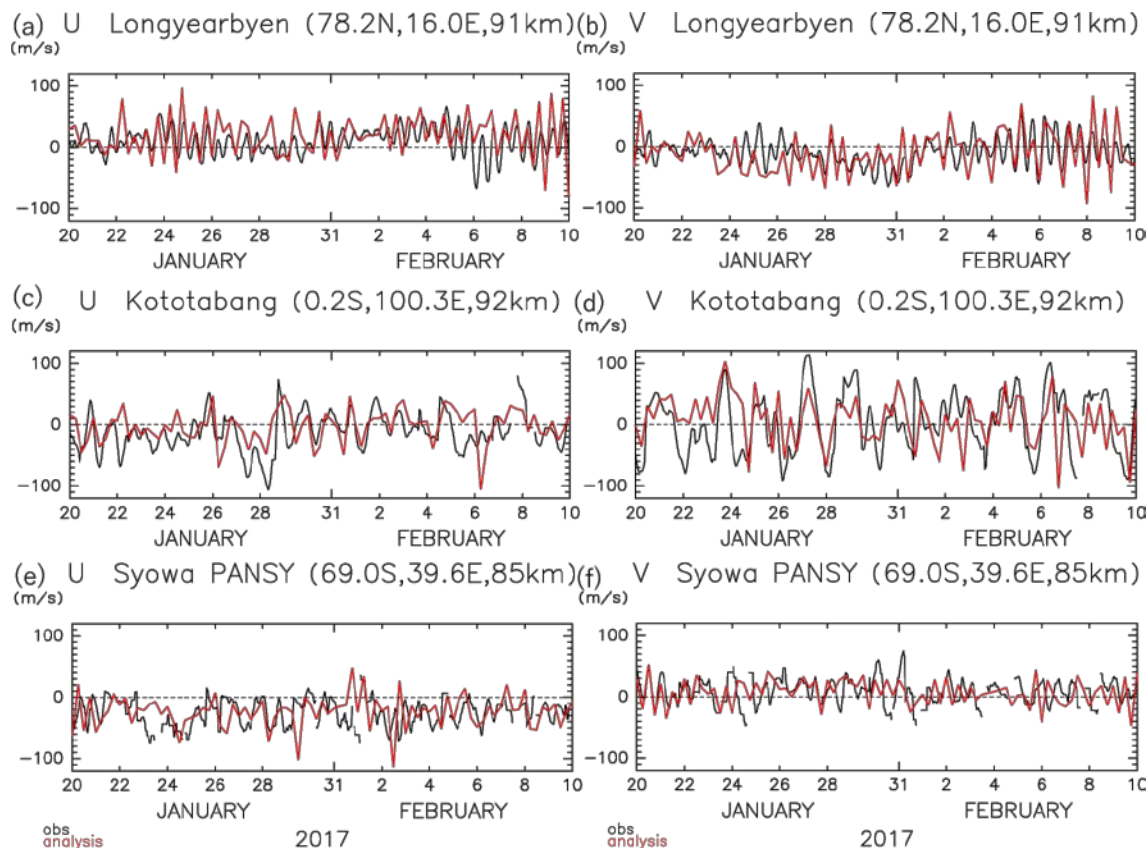 (a) U Longyearbyen (78.2N,16.0E,91km)
(m/s)
100
0
-100
20 22 24 26 28 31 2 4 6 8 10
JANUARY FEBRUARY
(b) V Longyearbyen (78.2N,16.0E,91km)
(m/s)
100
0
-100
20 22 24 26 28 31 2 4 6 8 10
JANUARY FEBRUARY
(c) U Kototabang (0.2S,100.3E,92km)
(m/s)
100
0
-100
20 22 24 26 28 31 2 4 6 8 10
JANUARY FEBRUARY
(d) V Kototabang (0.2S,100.3E,92km)
(m/s)
100
0
-100
20 22 24 26 28 31 2 4 6 8 10
JANUARY FEBRUARY
(e) U Syowa PANSY (69.0S,39.6E,85km)
(m/s)
100
0
-100
20 22 24 26 28 31 2 4 6 8 10
JANUARY FEBRUARY
obs
analysis
2017
(f) V Syowa PANSY (69.0S,39.6E,85km)
(m/s)
100
0
-100
20 22 24 26 28 31 2 4 6 8 10
JANUARY FEBRUARY
obs
analysis
2017